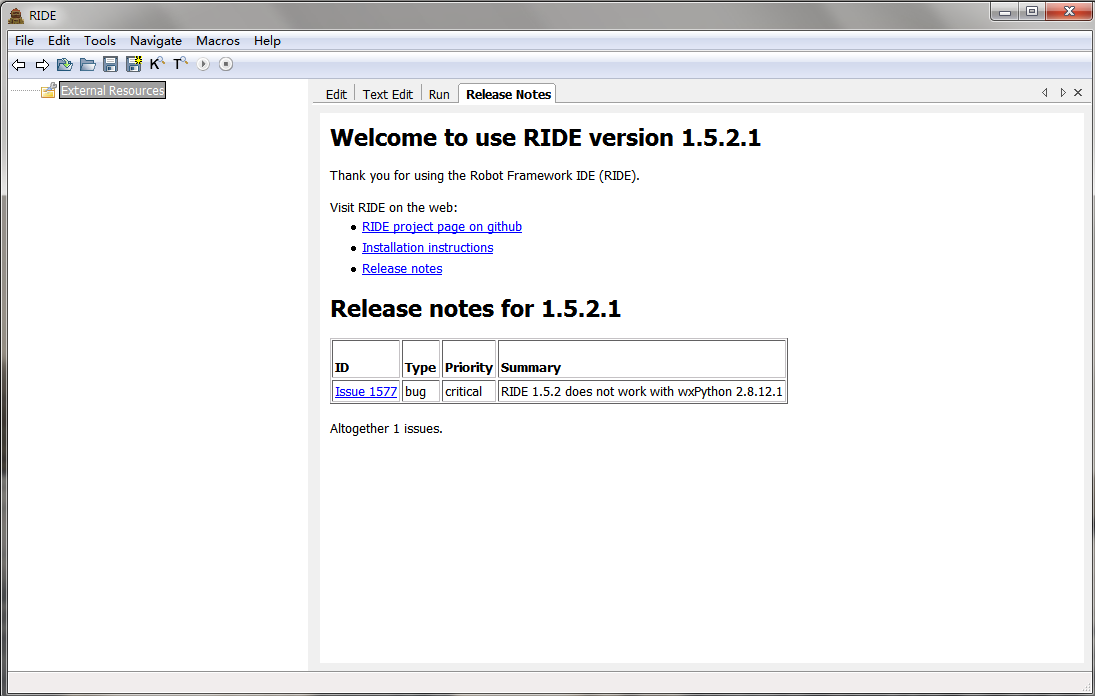 RIDE
File Edit Tools Navigate Macros Help
K T
External Resources
Edit Text Edit Run Release Notes
Welcome to use RIDE version 1.5.2.1
Thank you for using the Robot Framework IDE (RIDE).
Visit RIDE on the web:
RIDE project page on github
Installation instructions
Release notes
Release notes for 1.5.2.1
ID Type Priority Summary
Issue 1577 bug critical RIDE 1.5.2 does not work with wxPython 2.8.12.1
Altogether 1 issues.